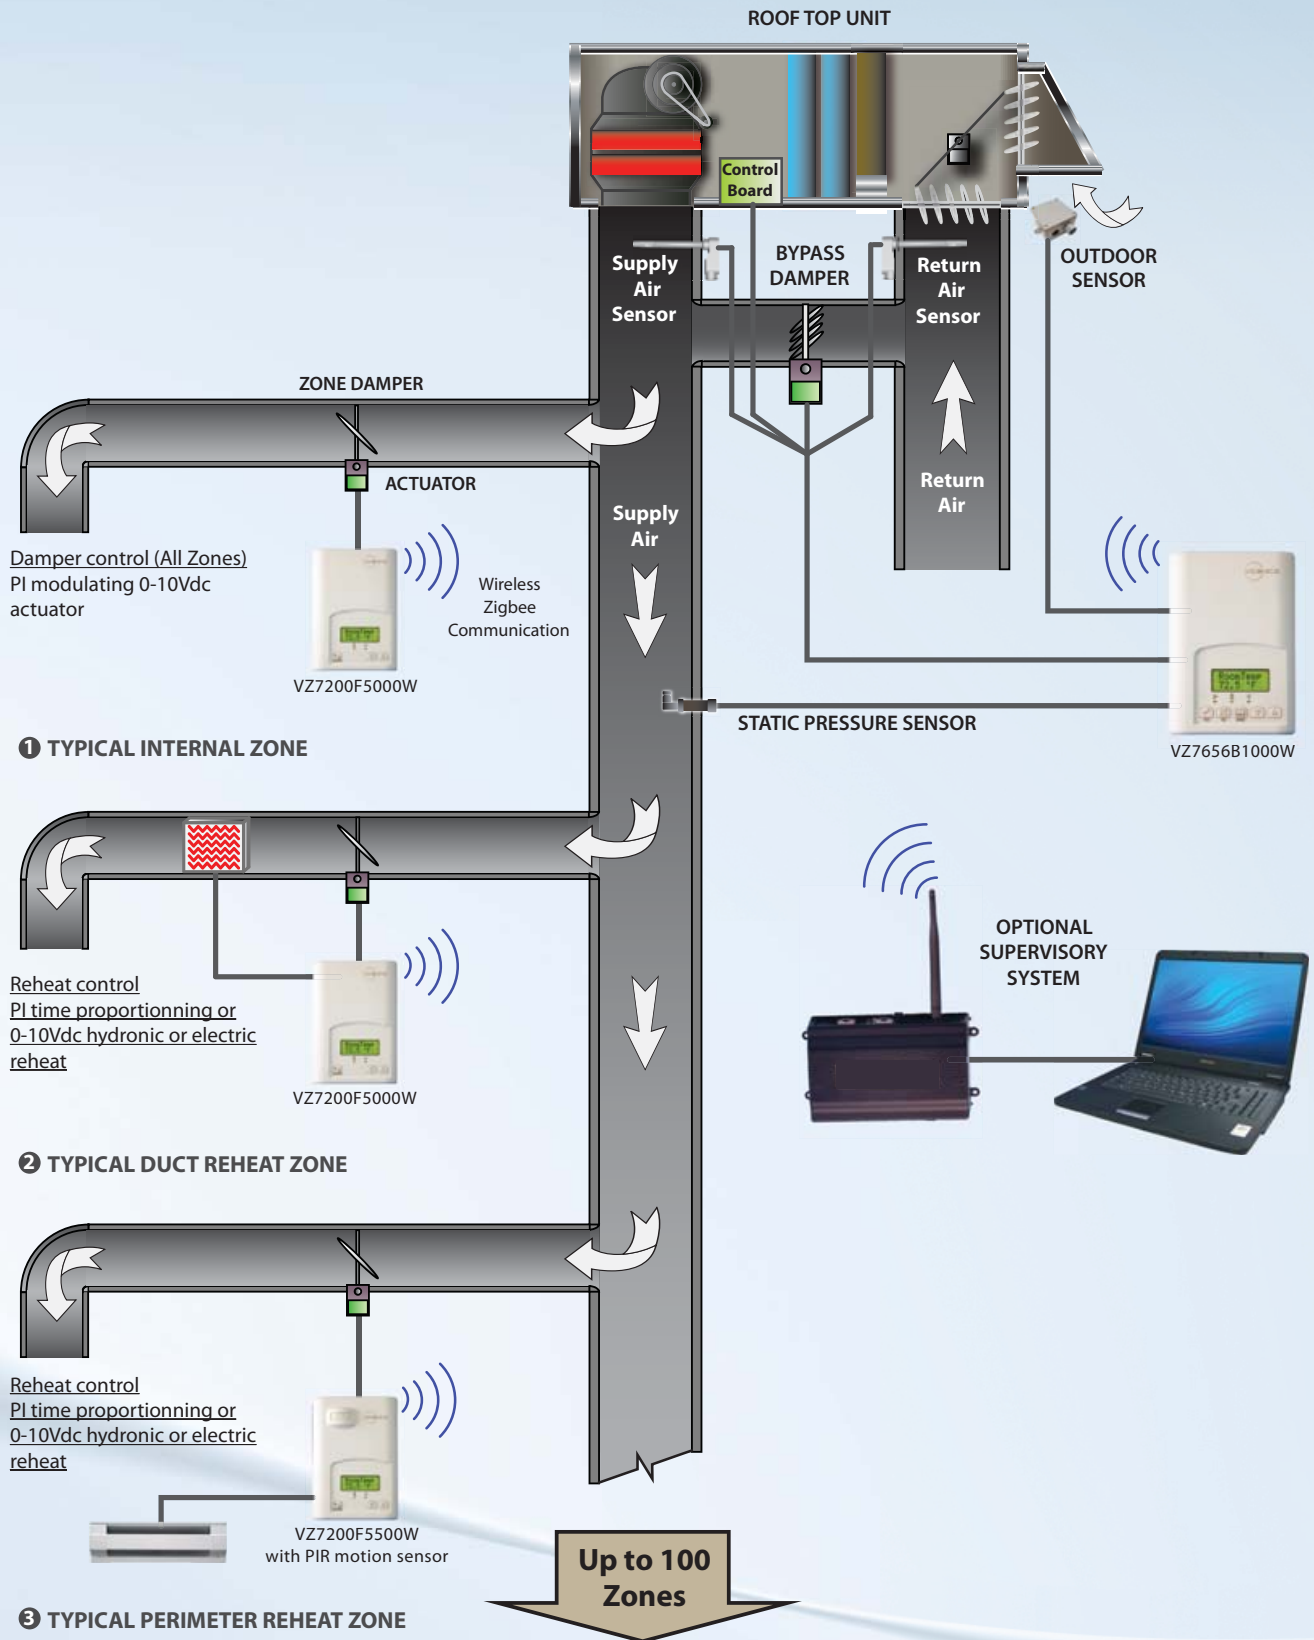 ROOF TOP UNIT
Control
Board
Supply
Air
Sensor
BYPASS
DAMPER
Return
Air
Sensor
OUTDOOR
SENSOR
ZONE DAMPER
ACTUATOR
Supply
Air
Return
Air
Damper control (All Zones)
PI modulating 0-10Vdc
actuator
Wireless
Zigbee
Communication
VZ7200F5000W
RoomTemp
72.5 °F
STATIC PRESSURE SENSOR
VZ7656B1000W
❶ TYPICAL INTERNAL ZONE
OPTIONAL
SUPERVISORY
SYSTEM
Reheat control
PI time proportionning or
0-10Vdc hydronic or electric
reheat
VZ7200F5000W
❷ TYPICAL DUCT REHEAT ZONE
Reheat control
PI time proportionning or
0-10Vdc hydronic or electric
reheat
VZ7200F5500W
with PIR motion sensor
Up to 100
Zones
❸ TYPICAL PERIMETER REHEAT ZONE